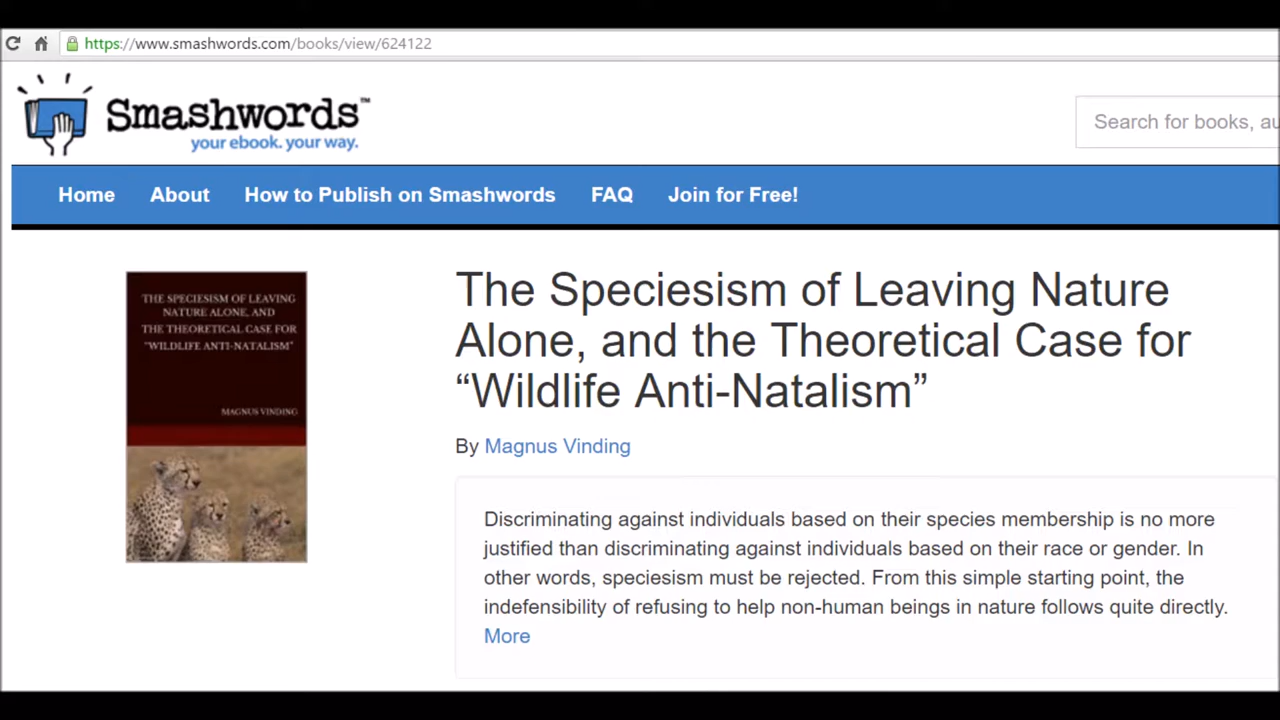 https://www.smashwords.com/books/view/624122
Smashwords™
your ebook. your way.
Search for books, au
Home About How to Publish on Smashwords FAQ Join for Free!
THE SPECIESISM OF LEAVING
NATURE ALONE, AND
THE THEORETICAL CASE FOR
“WILDLIFE ANTI-NATALISM”
MAGNUS VINDING
The Speciesism of Leaving Nature
Alone, and the Theoretical Case for
“Wildlife Anti-Natalism”
By Magnus Vinding
Discriminating against individuals based on their species membership is no more
justified than discriminating against individuals based on their race or gender. In
other words, speciesism must be rejected. From this simple starting point, the
indefensibility of refusing to help non-human beings in nature follows quite directly.
More